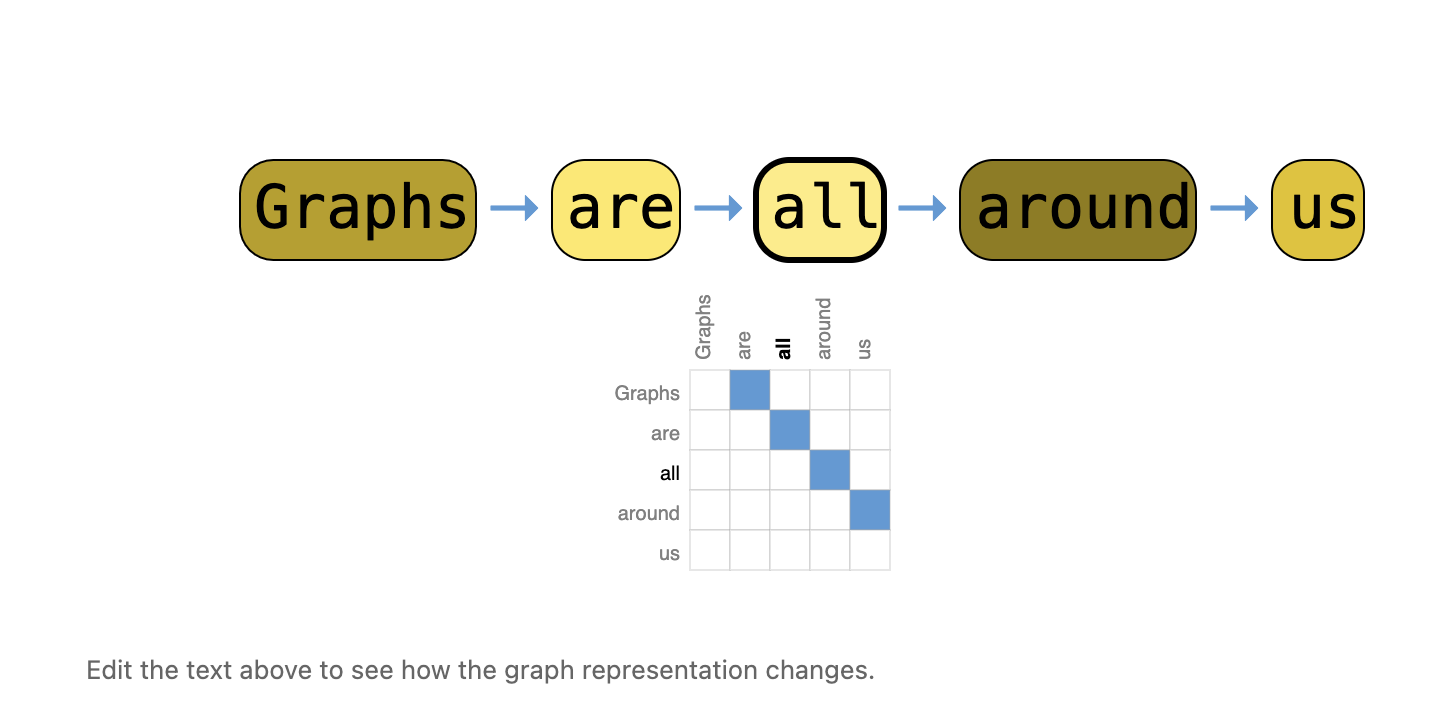 Graphs are all around us
Graphs are all around us
Graphs
are
all
around
us
Edit the text above to see how the graph representation changes.